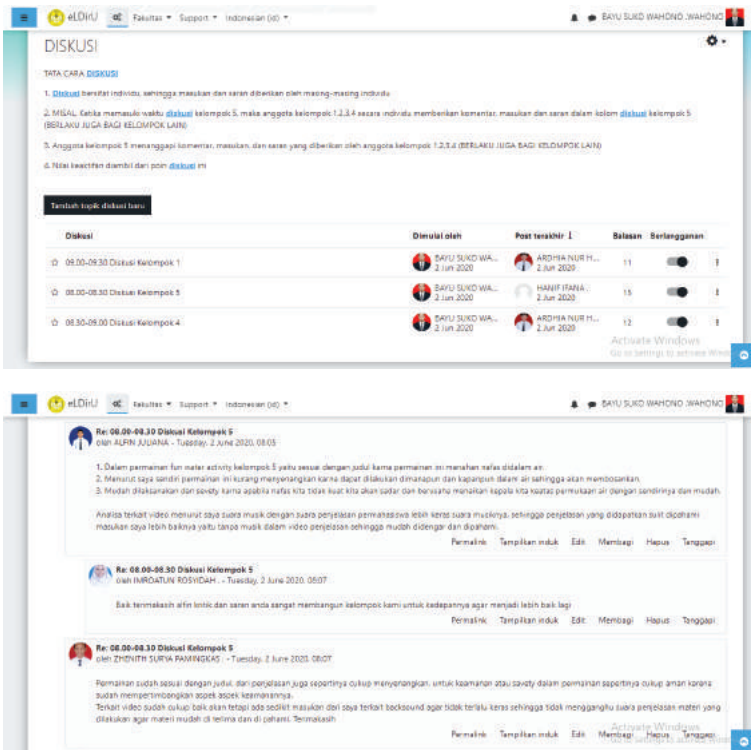 eLDirU Fakultas Support Indonesian (id) BAYU SUKO WAHONO .WAHONO
DISKUSI
TATA CARA DISKUSI
1. Diskusi bersifat individu, sehingga masukan dan saran diberikan oleh masing-masing individu
2. MISAL, Ketika memasuki waktu diskusi kelompok 5, maka anggota kelompok 1,2,3,4 secara individu memberikan komentar, masukan dan saran dalam kolom diskusi kelompok 5
(BERLAKU JUGA BAGI KELOMPOK LAIN)
3. Anggota kelompok 5 menanggapi komentar, masukan, dan saran yang diberikan oleh anggota kelompok 1,2,3,4 (BERLAKU JUGA BAGI KELOMPOK LAIN)
4. Nilai keaktifan diambil dari poin diskusi ini
Tambah topik diskusi baru
Diskusi Dimulai oleh Post terakhir ↓ Balasan Berlangganan
09.00-09.30 Diskusi Kelompok 1 BAYU SUKO WA... ARDHIA NUR H... 11
2 Jun 2020 2 Jun 2020
08.00-08.30 Diskusi Kelompok 5 BAYU SUKO WA... HANIF IFANA . 15
2 Jun 2020 2 Jun 2020
08.30-09.00 Diskusi Kelompok 4 BAYU SUKO WA... ARDHIA NUR H... 12
2 Jun 2020 2 Jun 2020
Activate Windows
Go to Settings to activate Windows
eLDirU Fakultas Support Indonesian (id) BAYU SUKO WAHONO .WAHONO
Re: 08.00-08.30 Diskusi Kelompok 5
oleh ALFIN JULIANA - Tuesday, 2 June 2020, 08:05
1. Dalam permainan fun water activity kelompok 5 yaitu sesuai dengan judul karna permainan ini menahan nafas didalam air.
2. Menurut saya sendiri permainan ini kurang menyenangkan karna dapat dilakukan dimanapun dan kapanpun dalam air sehingga akan membosankan.
3. Mudah dilaksanakan dan savety karna apabila nafas kita tidak kuat kita akan sadar dan berusaha menaikan kepala kita keatas permukaan air dengan sendirinya dan mudah.
Analisa terkait video menurut saya suara musik dengan suara penjelasan permahasiswa lebih keras suara musiknya, sehingga penjelasan yang didapatkan sulit dipahami
masukan saya lebih baiknya yaitu tanpa musik dalam video penjelasan sehingga mudah didengar dan dipahami.
Permalink Tampilkan induk Edit Membagi Hapus Tanggapi
Re: 08.00-08.30 Diskusi Kelompok 5
oleh IMROATUN ROSYIDAH . - Tuesday, 2 June 2020, 08:07
Baik termakasih alfin kritik dan saran anda sangat membangun kelompok kami untuk kedepannya agar menjadi lebih baik lagi
Permalink Tampilkan induk Edit Membagi Hapus Tanggapi
Re: 08.00-08.30 Diskusi Kelompok 5
oleh ZHENITH SURYA PAMINGKAS . - Tuesday, 2 June 2020, 08:07
Permainan sudah sesuai dengan judul, dari penjelasan juga sepertinya cukup menyenangkan, untuk keamanan atau savety dalam permainan sepertinya cukup aman karena
sudah mempertimbangkan aspek aspek keamanannya.
Terkait video sudah cukup baik akan tetapi ada sedikit masukan dari saya terkait backsound agar tidak terlalu keras sehingga tidak mengganghu suara penjelasan materi yang
dilakukan agar materi mudah di terima dan di pahami. Termakasih
Activate Windows
Permalink Tampilkan induk Edit Membagi Hapus Tanggapi